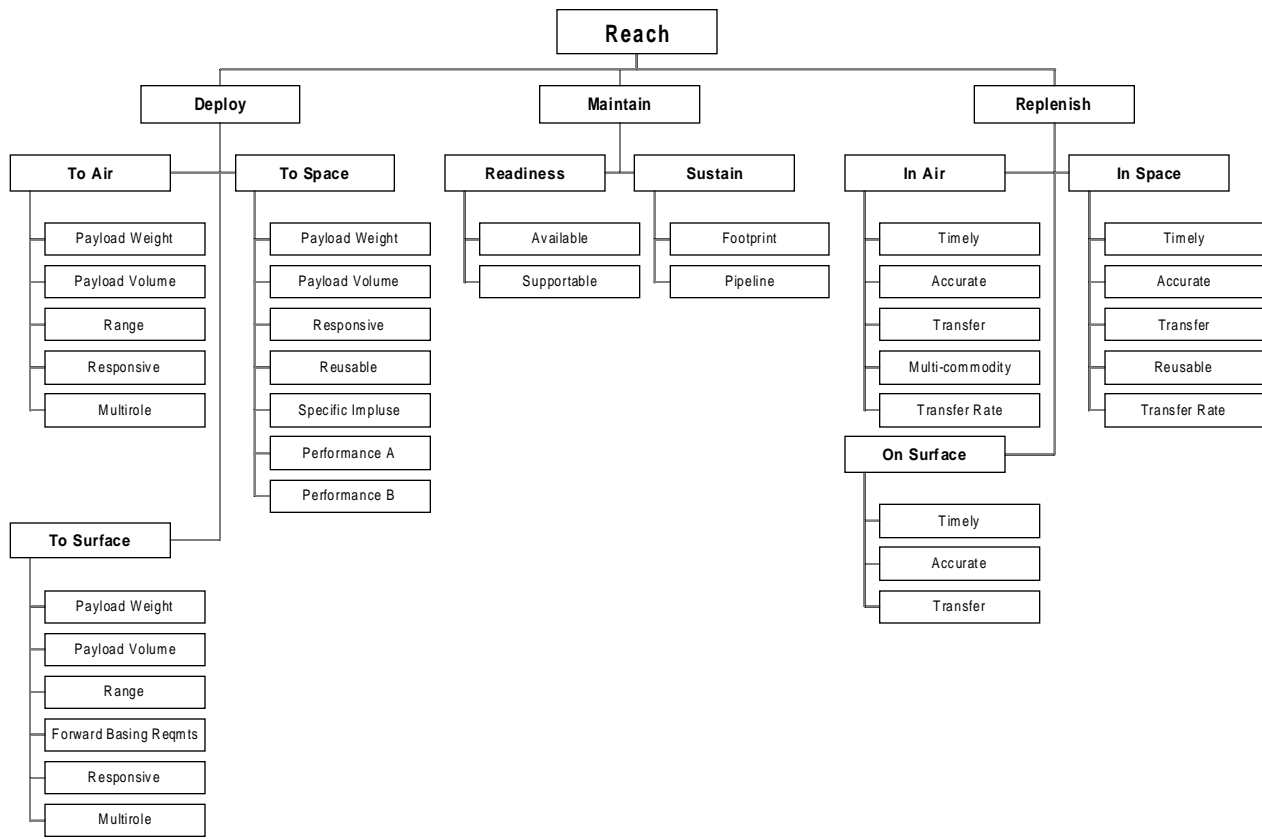 Reach
Deploy
Maintain
Replenish
To Air
Payload Weight
Payload Volume
Range
Responsive
Multirole
To Space
Payload Weight
Payload Volume
Responsive
Reusable
Specific Impluse
Performance A
Performance B
To Surface
Payload Weight
Payload Volume
Range
Forward Basing Reqmts
Responsive
Multirole
Readiness
Available
Supportable
Sustain
Footprint
Pipeline
In Air
Timely
Accurate
Transfer
Multi-commodity
Transfer Rate
In Space
Timely
Accurate
Transfer
Reusable
Transfer Rate
On Surface
Timely
Accurate
Transfer